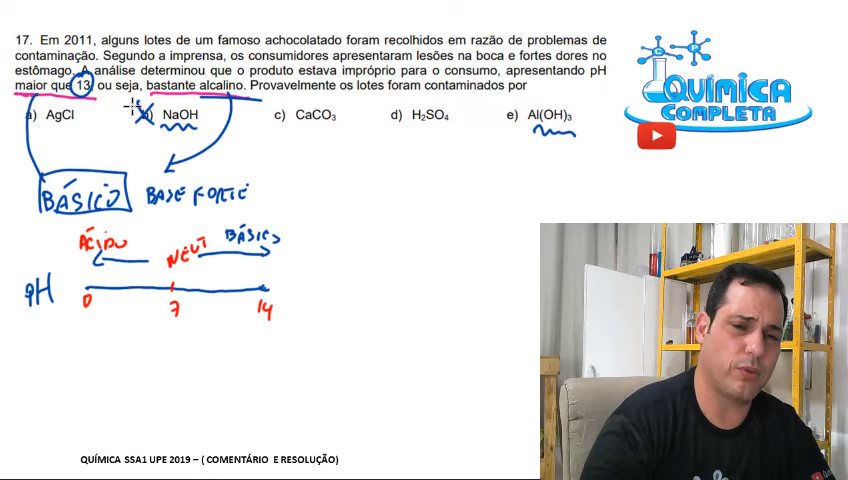 17. Em 2011, alguns lotes de um famoso achocolatado foram recolhidos em razão de problemas de
contaminação. Segundo a imprensa, os consumidores apresentaram lesões na boca e fortes dores no
estômago. A análise determinou que o produto estava impróprio para o consumo, apresentando pH
maior que 13, ou seja, bastante alcalino. Provavelmente os lotes foram contaminados por
a) AgCl b) NaOH c) CaCO₃ d) H₂SO₄ e) Al(OH)₃
C P
QUÍMICA
COMPLETA
BÁSICO BASE FORTE
ÁCIDO NEUT BÁSICO
pH
0 7 14
QUÍMICA SSA1 UPE 2019 – ( COMENTÁRIO E RESOLUÇÃO)